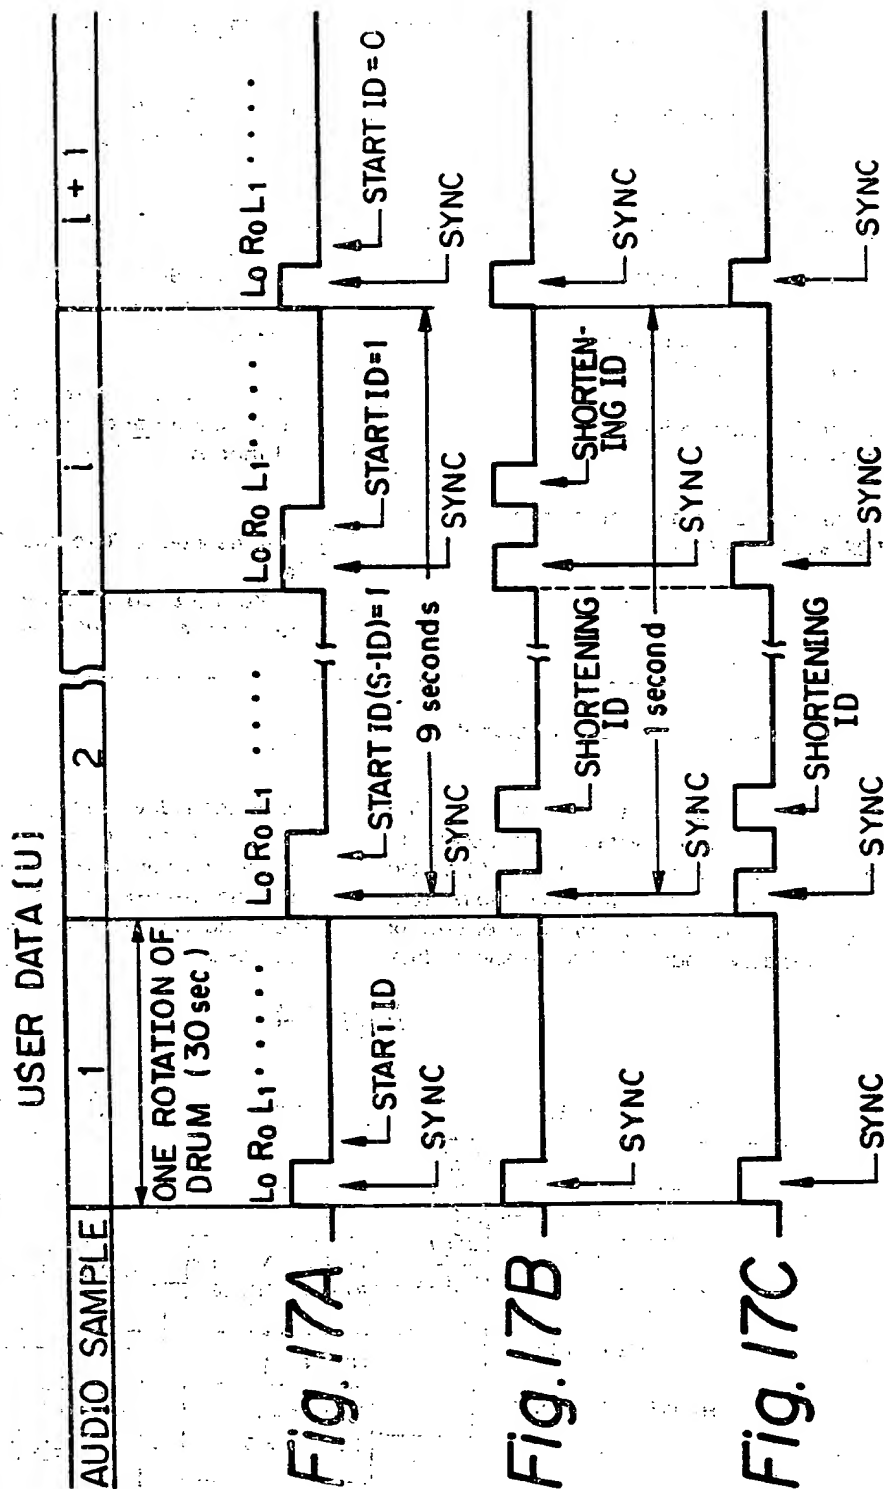 USER DATA [U]
AUDIO SAMPLE
1
2
i
i + 1
ONE ROTATION OF
DRUM (30 sec)
L0 R0 L1 ······
L0 R0 L1 ····
L0 R0 L1 ·····
L0 R0 L1 ·····
Fig. 17A
START ID
SYNC
START ID (S-ID)=1
SYNC
START ID=1
SYNC
START ID=0
SYNC
9 seconds
Fig. 17B
SYNC
SHORTENING
ID
SYNC
SHORTEN-
ING ID
SYNC
SYNC
1 second
Fig. 17C
SYNC
SHORTENING
ID
SYNC
SYNC
SYNC